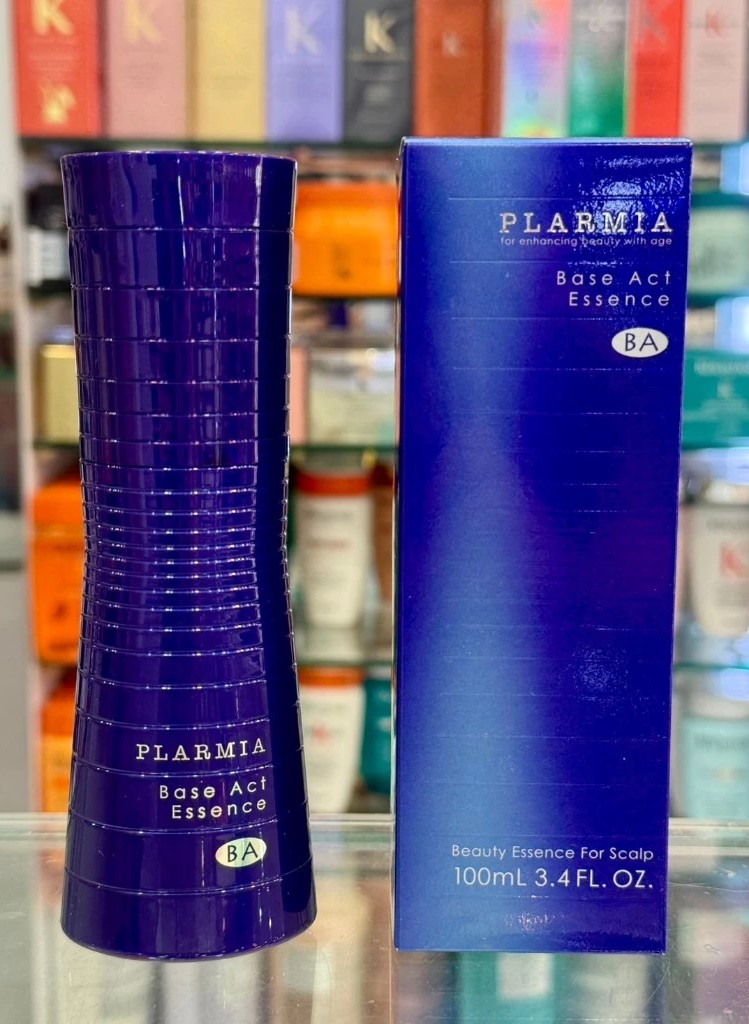 PLARMIA
Base Act
Essence
BA
PLARMIA
for enhancing beauty with age
Base Act
Essence
BA
Beauty Essence For Scalp
100mL 3.4 FL. OZ.